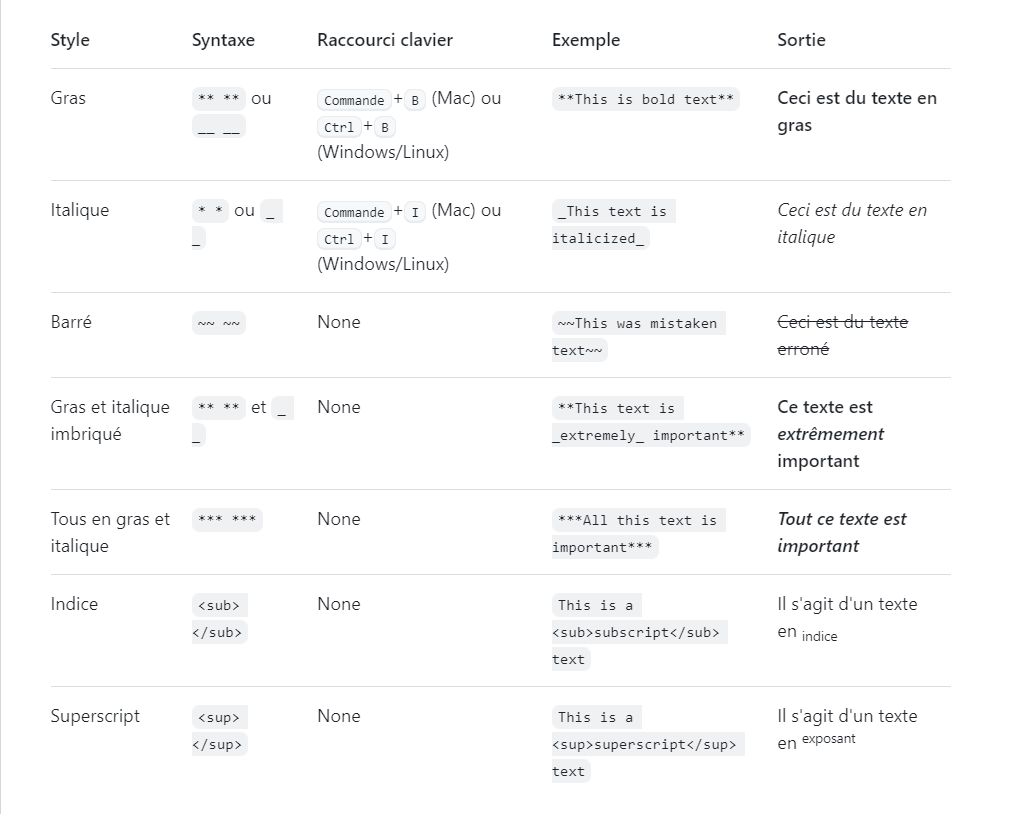 Style Syntaxe Raccourci clavier Exemple Sortie
Gras ** ** ou __ __ Commande + B (Mac) ou Ctrl + B (Windows/Linux) **This is bold text** Ceci est du texte en gras
Italique * * ou _ _ Commande + I (Mac) ou Ctrl + I (Windows/Linux) _This text is italicized_ Ceci est du texte en italique
Barré ~~ ~~ None ~~This was mistaken text~~ Ceci est du texte erroné
Gras et italique imbriqué ** ** et _ _ None **This text is _extremely_ important** Ce texte est extrêmement important
Tous en gras et italique *** *** None ***All this text is important*** Tout ce texte est important
Indice <sub> </sub> None This is a <sub>subscript</sub> text Il s'agit d'un texte en indice
Superscript <sup> </sup> None This is a <sup>superscript</sup> text Il s'agit d'un texte en exposant